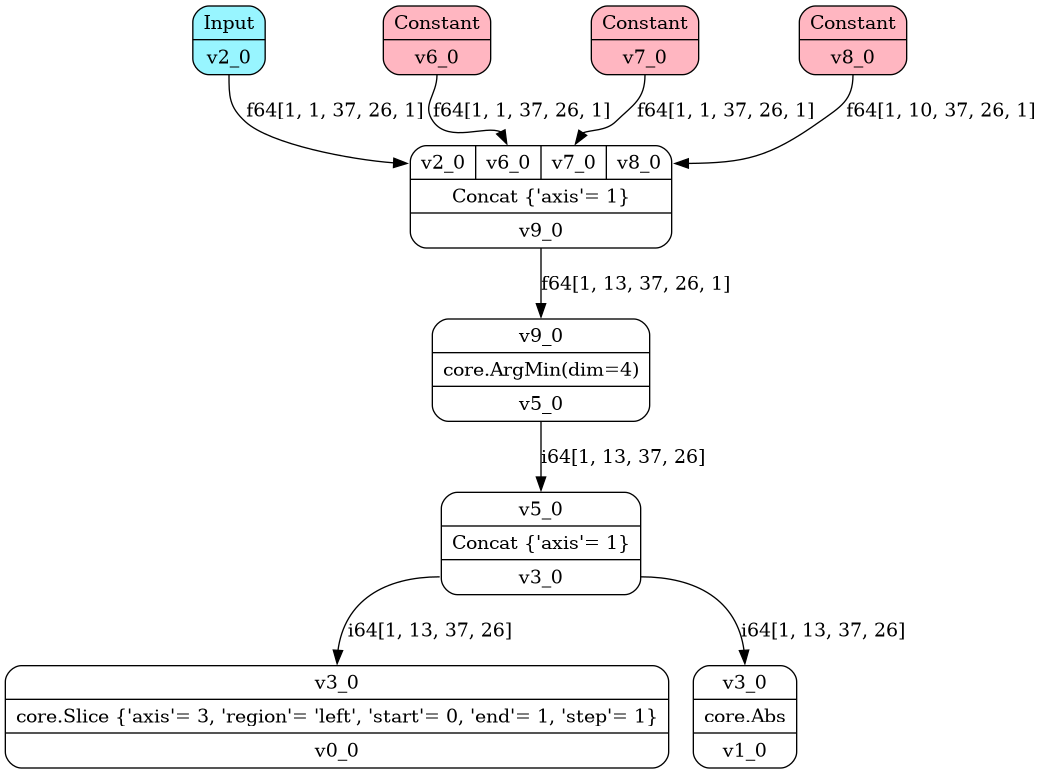 Input
v2_0
Constant
v6_0
Constant
v7_0
Constant
v8_0
f64[1, 1, 37, 26, 1]
f64[1, 1, 37, 26, 1]
f64[1, 1, 37, 26, 1]
f64[1, 10, 37, 26, 1]
v2_0 v6_0 v7_0 v8_0
Concat {'axis'= 1}
v9_0
f64[1, 13, 37, 26, 1]
v9_0
core.ArgMin(dim=4)
v5_0
i64[1, 13, 37, 26]
v5_0
Concat {'axis'= 1}
v3_0
i64[1, 13, 37, 26]
i64[1, 13, 37, 26]
v3_0
core.Slice {'axis'= 3, 'region'= 'left', 'start'= 0, 'end'= 1, 'step'= 1}
v0_0
v3_0
core.Abs
v1_0